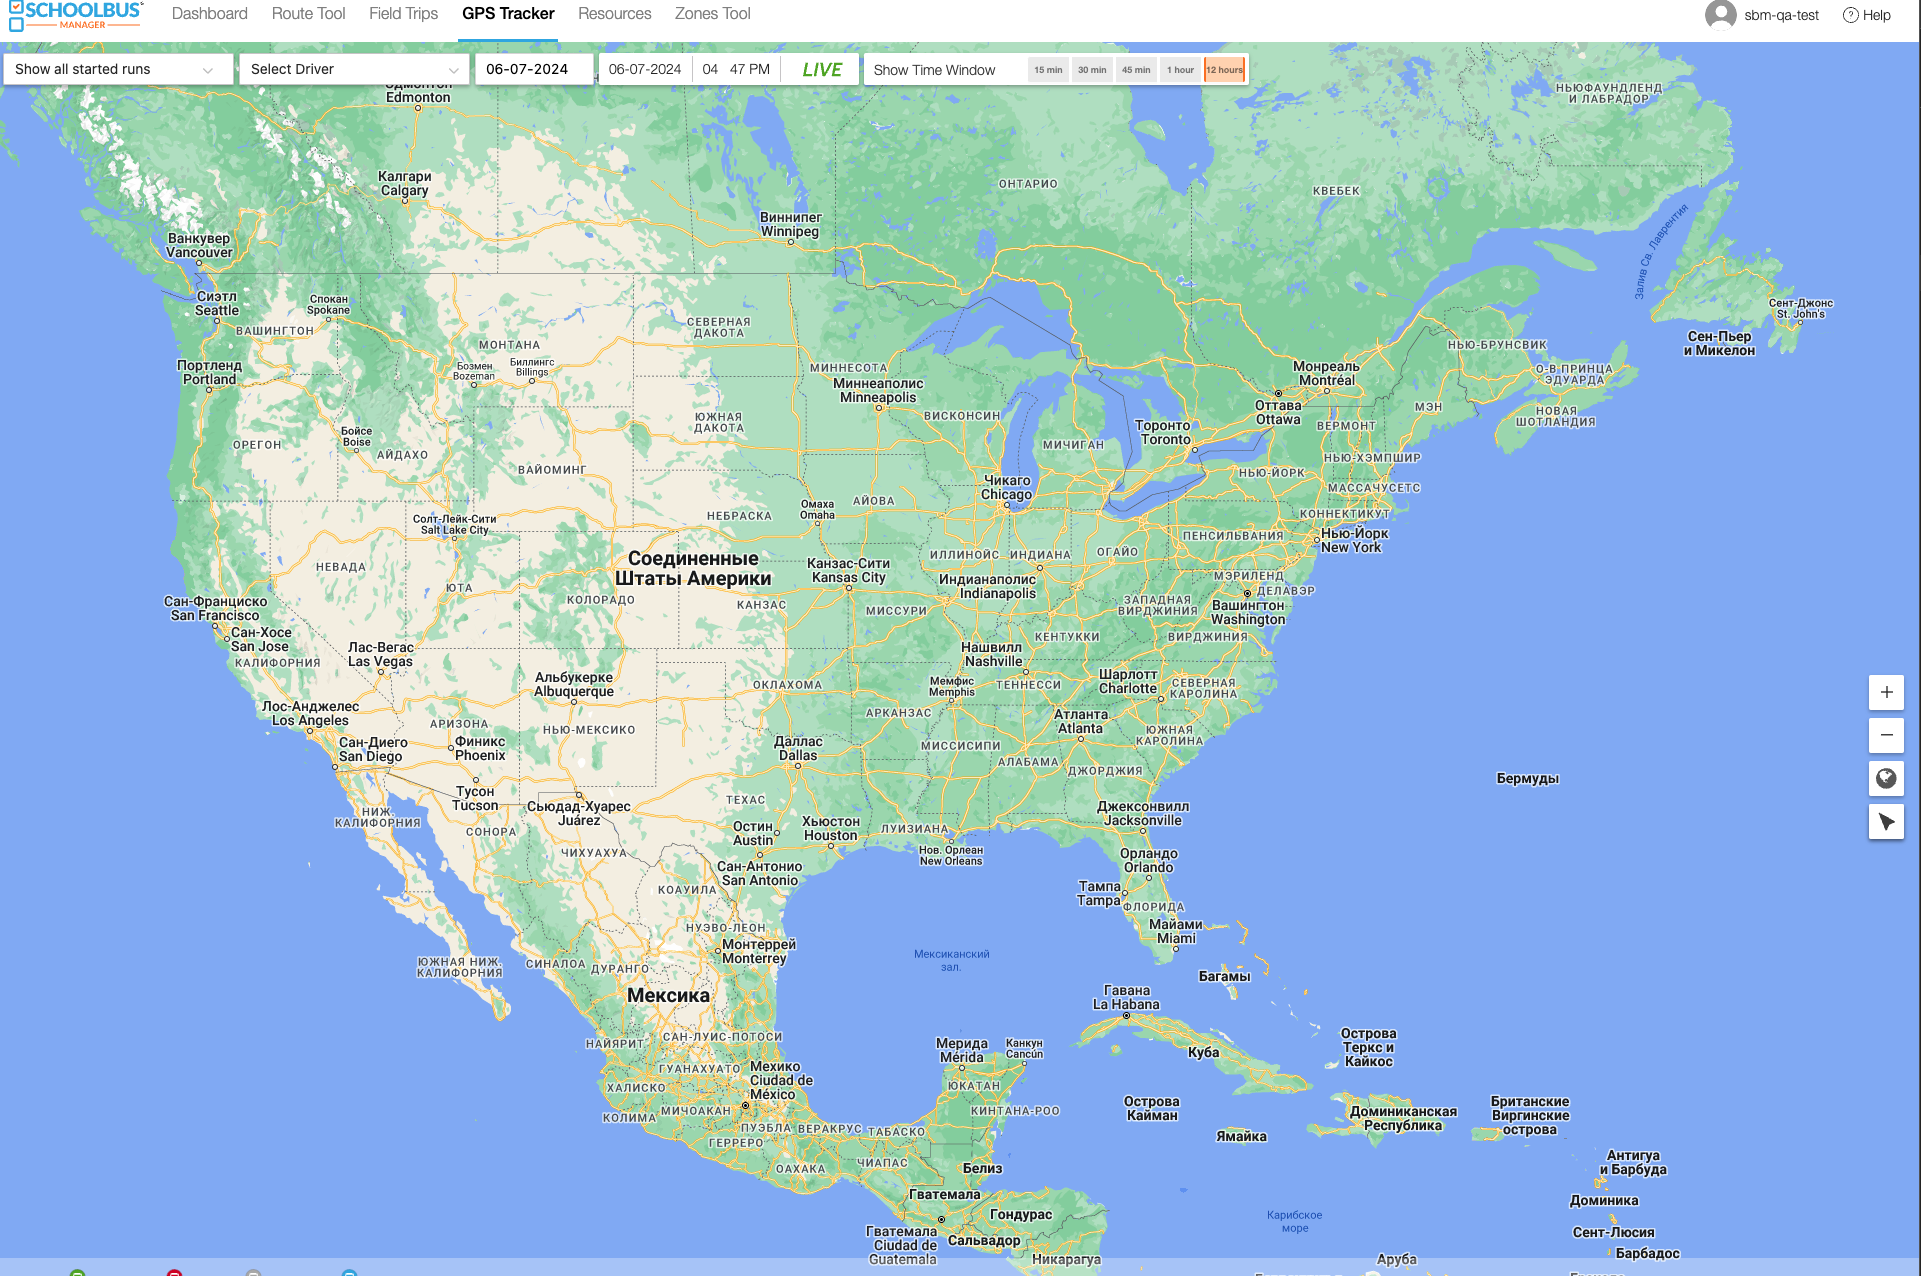 SCHOOLBUS
MANAGER
Dashboard
Route Tool
Field Trips
GPS Tracker
Resources
Zones Tool
sbm-qa-test
? Help
Show all started runs
Select Driver
06-07-2024
06-07-2024
04 47 PM
LIVE
Show Time Window
15 min
30 min
45 min
1 hour
12 hours
Edmonton
НЬЮФАУНДЛЕНД
И ЛАБРАДОР
Калгари
Calgary
ОНТАРИО
КВЕБЕК
Виннипег
Winnipeg
Ванкувер
Vancouver
Залив Св. Лаврентия
Сиэтл
Seattle
Спокан
Spokane
ВАШИНГТОН
СЕВЕРНАЯ
ДАКОТА
Сент-Джонс
St. John's
Сен-Пьер
и Микелон
МОНТАНА
НЬЮ-БРУНСВИК
Портленд
Portland
Бозмен
Bozeman
Биллингс
Billings
МИННЕСОТА
Миннеаполис
Minneapolis
Монреаль
Montréal
О-В ПРИНЦА
ЭДУАРДА
Оттава
Ottawa
МЭН
НОВАЯ
ШОТЛАНДИЯ
ЮЖНАЯ
ДАКОТА
ВИСКОНСИН
Торонто
Toronto
ВЕРМОНТ
ОРЕГОН
Бойсе
Boise
АЙДАХО
МИЧИГАН
НЬЮ-ХЭМПШИР
ВАЙОМИНГ
НЬЮ-ЙОРК
МАССАЧУСЕТС
Чикаго
Chicago
АЙОВА
Омаха
Omaha
НЕБРАСКА
КОННЕКТИКУТ
Солт-Лейк-Сити
Salt Lake City
ПЕНСИЛЬВАНИЯ
Нью-Йорк
New York
Соединенные
Штаты Америки
ИЛЛИНОЙС
ИНДИАНА
ОГАЙО
НЕВАДА
Канзас-Сити
Kansas City
МЭРИЛЕНД
ДЕЛАВЭР
ЮТА
Индианаполис
Indianapolis
КОЛОРАДО
КАНЗАС
МИССУРИ
ЗАПАДНАЯ
ВИРДЖИНИЯ
Вашингтон
Washington
Сан-Франциско
San Francisco
Сан-Хосе
San Jose
КЕНТУККИ
ВИРДЖИНИЯ
КАЛИФОРНИЯ
Лас-Вегас
Las Vegas
Нашвилл
Nashville
Альбукерке
Albuquerque
ОКЛАХОМА
Мемфис
Memphis
ТЕННЕССИ
Шарлотт
Charlotte
СЕВЕРНАЯ
КАРОЛИНА
Лос-Анджелес
Los Angeles
АРИЗОНА
НЬЮ-МЕКСИКО
АРКАНЗАС
Атланта
Atlanta
ЮЖНАЯ
КАРОЛИНА
Сан-Диего
San Diego
Финикс
Phoenix
Даллас
Dallas
МИССИСИПИ
АЛАБАМА
ДЖОРДЖИЯ
Бермуды
Тусон
Tucson
Сьюдад-Хуарес
Juárez
ТЕХАС
Джексонвилл
Jacksonville
НИЖ.
КАЛИФОРНИЯ
СОНОРА
Остин
Austin
Хьюстон
Houston
ЛУИЗИАНА
ЧИХУАХУА
Нов. Орлеан
New Orleans
Орландо
Orlando
Сан-Антонио
San Antonio
КОАУИЛА
Тампа
Tampa
ФЛОРИДА
НУЭВО-ЛЕОН
Майами
Miami
Монтеррей
Monterrey
Мексиканский
зал.
ЮЖНАЯ НИЖ.
КАЛИФОРНИЯ
СИНАЛОА
ДУРАНГО
Багамы
Мексика
Гавана
La Habana
САН-ЛУИС-ПОТОСИ
НАЙЯРИТ
Мерида
Mérida
Канкун
Cancún
Куба
Острова
Теркс и
Кайкос
ГУАНАХУАТО
Мехико
Ciudad de
México
ХАЛИСКО
ЮКАТАН
КОЛИМА
МИЧОАКАН
КИНТАНА-РОО
Острова
Кайман
Доминиканская
Республика
Британские
Виргинские
острова
ПУЭБЛА
ВЕРАКРУС
ТАБАСКО
Ямайка
ГЕРРЕРО
ОАХАКА
ЧИАПАС
Белиз
Антигуа
и Барбуда
Гватемала
Доминика
Гондурас
Карибское
море
Гватемала
Ciudad de
Guatemala
Сальвадор
Сент-Люсия
Никарагуа
Аруба
Барбадос